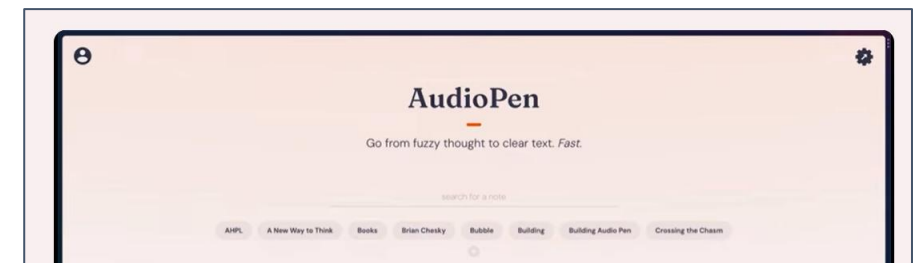 AudioPen
Go from fuzzy thought to clear text. Fast.
search for a note
AHPL A New Way to Think Books Brian Chesky Bubble Building Building Audio Pen Crossing the Chasm